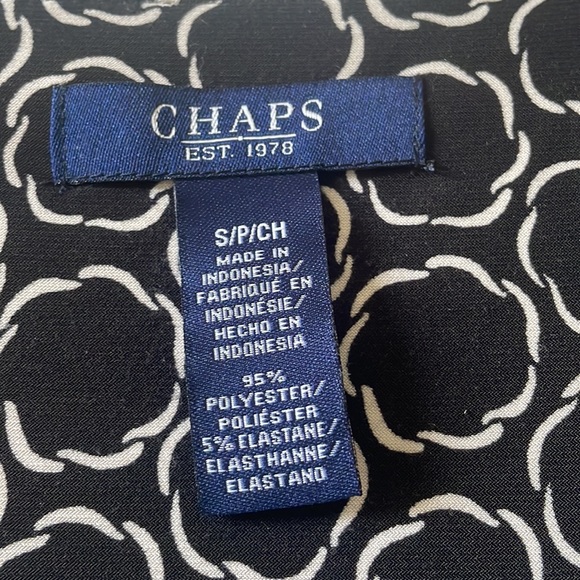 CHAPS
EST. 1978
S/P/CH
MADE IN
INDONESIA/
FABRIQUÉ EN
INDONÉSIE/
HECHO EN
INDONESIA
95%
POLYESTER/
POLIÉSTER
5% ELASTANE/
ELASTHANNE/
ELASTANO